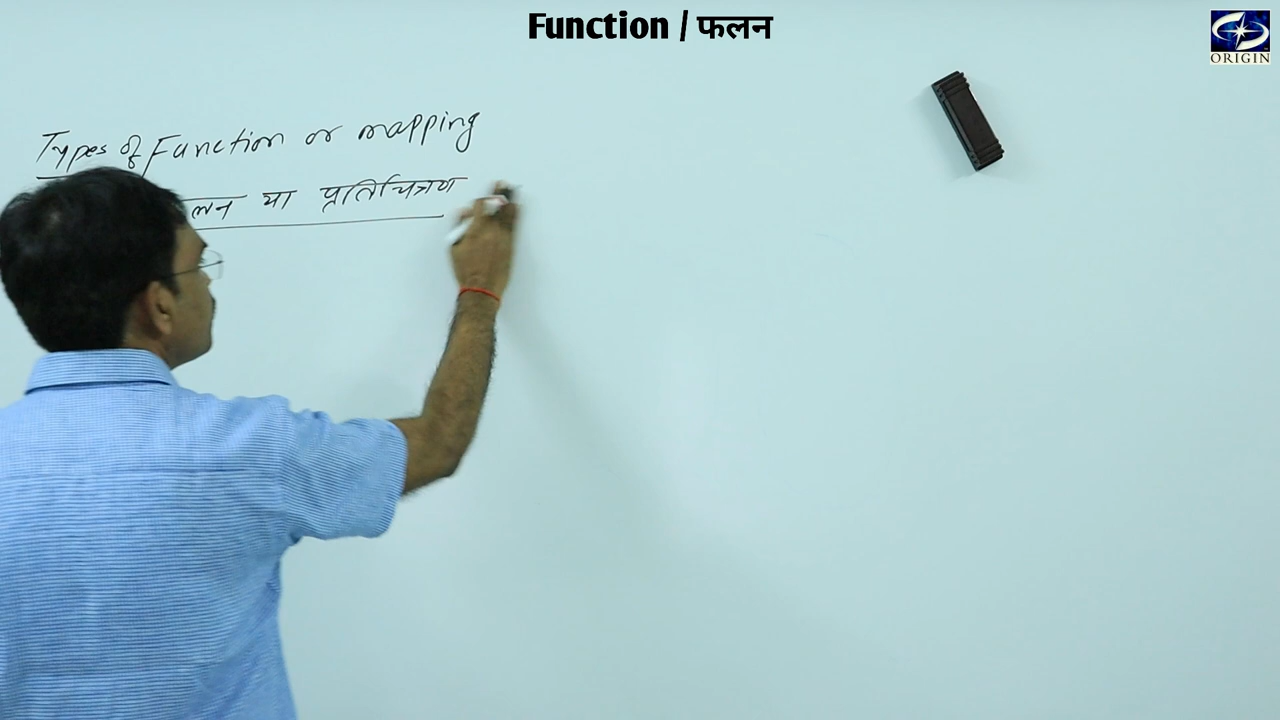 Function / फलन
ORIGIN
Types of Function or mapping
या प्रतिचित्रण